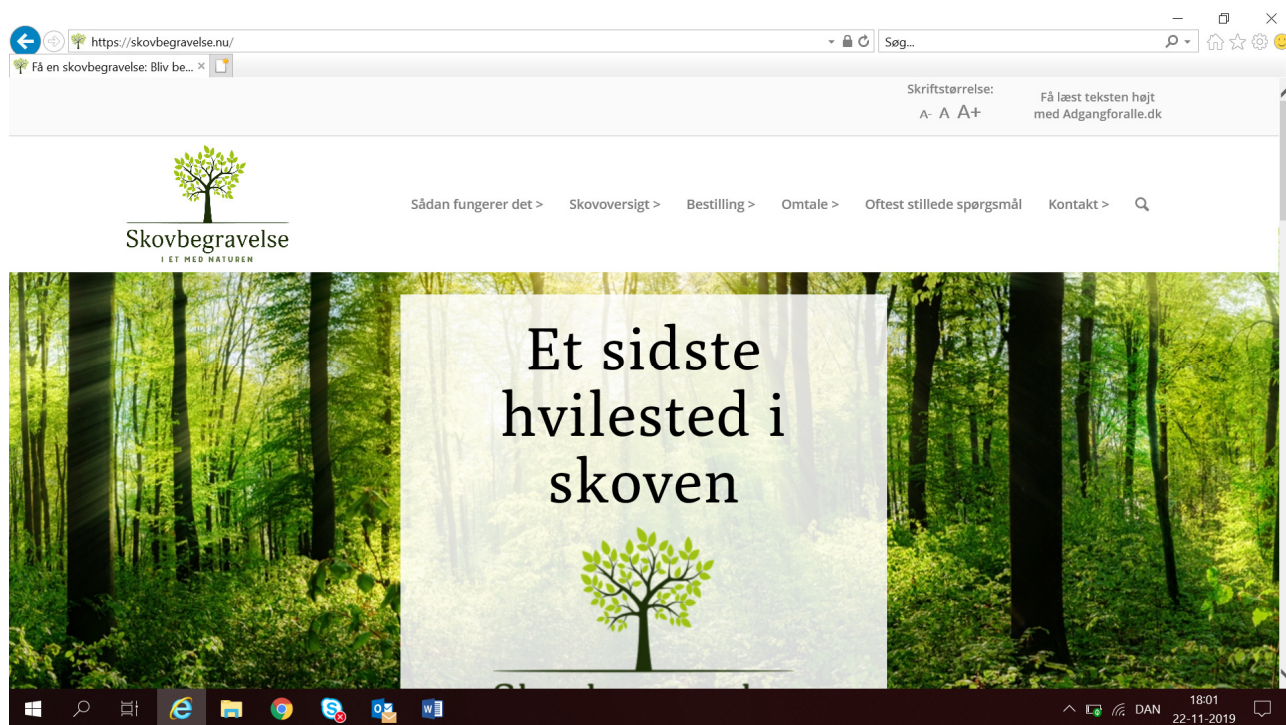 https://skovbegravelse.nu/
Søg...
Få en skovbegravelse: Bliv be...
Skriftstørrelse:
A- A A+
Få læst teksten højt
med Adgangforalle.dk
Skovbegravelse
I ET MED NATUREN
Sådan fungerer det > Skovoversigt > Bestilling > Omtale > Oftest stillede spørgsmål Kontakt >
Et sidste
hvilested i
skoven
DAN
18:01
22-11-2019